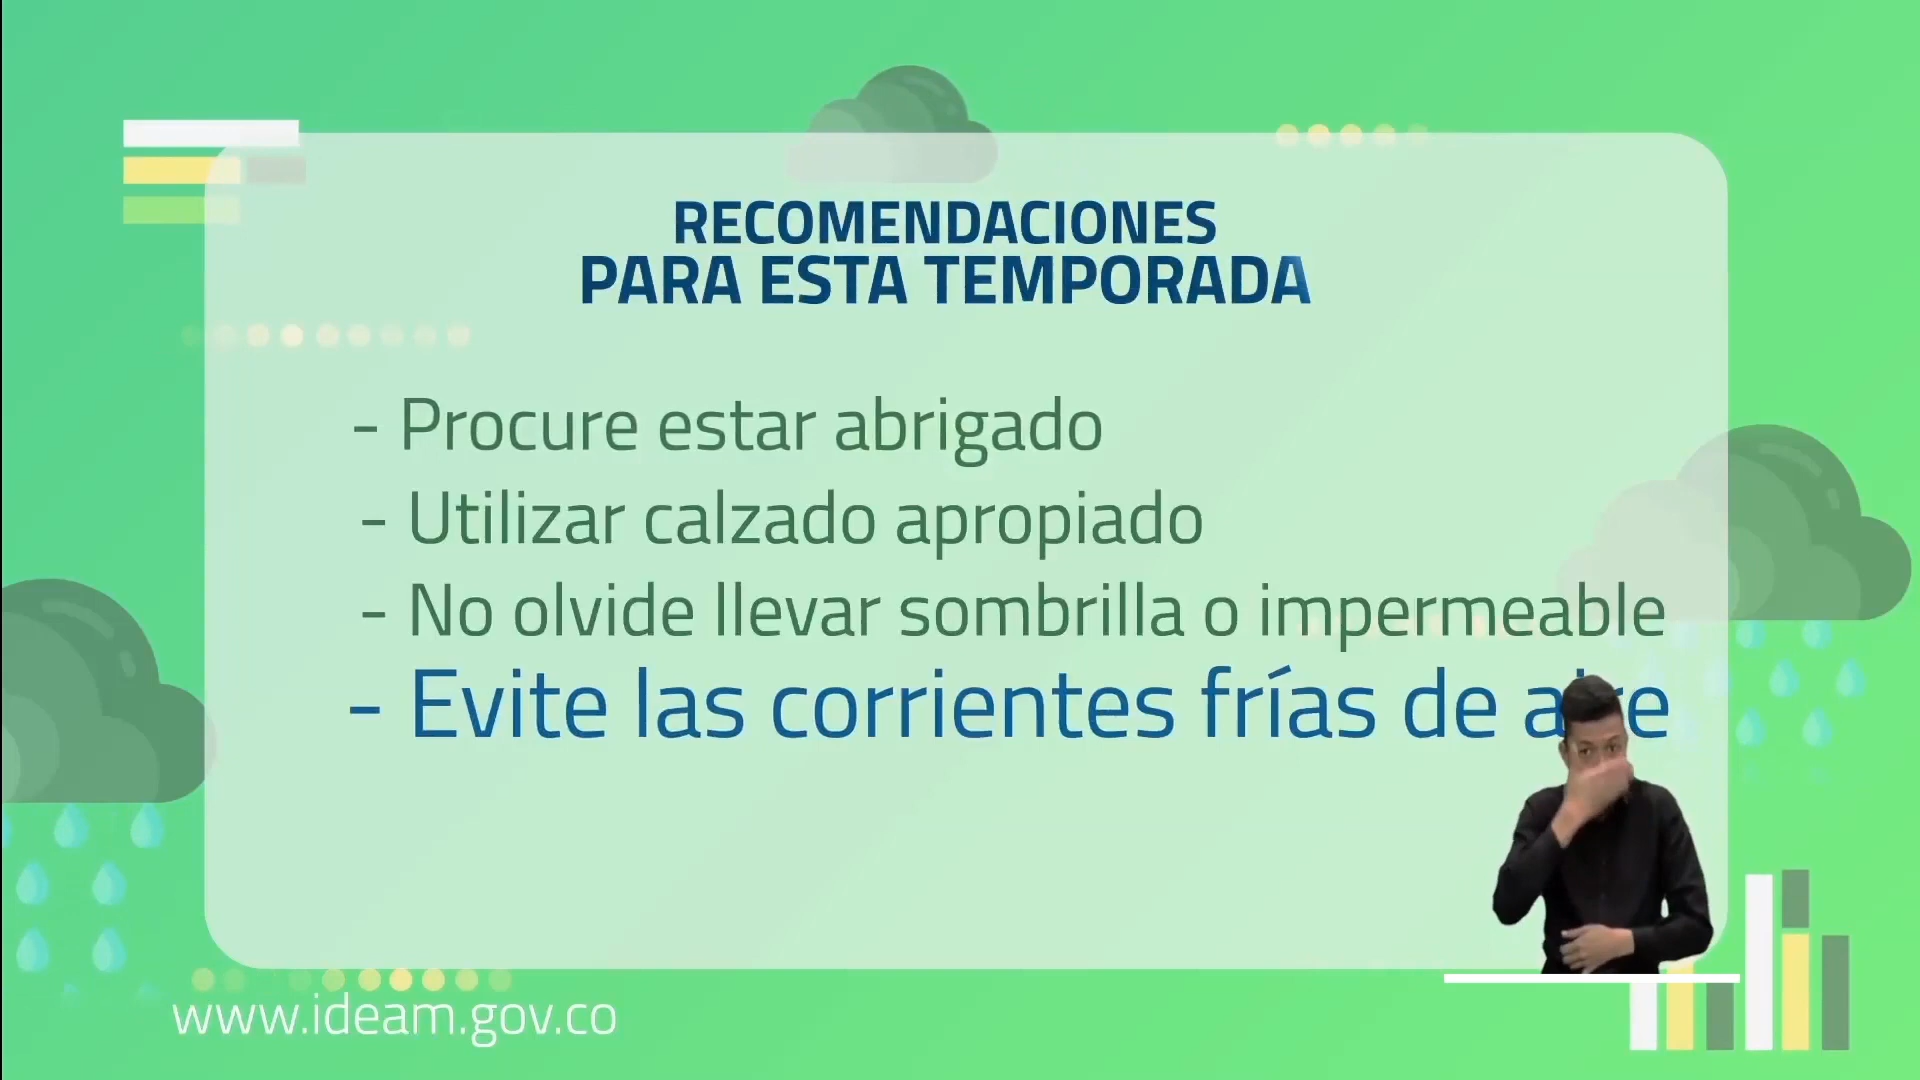 RECOMENDACIONES
PARA ESTA TEMPORADA
- Procure estar abrigado
- Utilizar calzado apropiado
- No olvide llevar sombrilla o impermeable
- Evite las corrientes frías de aire
www.ideam.gov.co